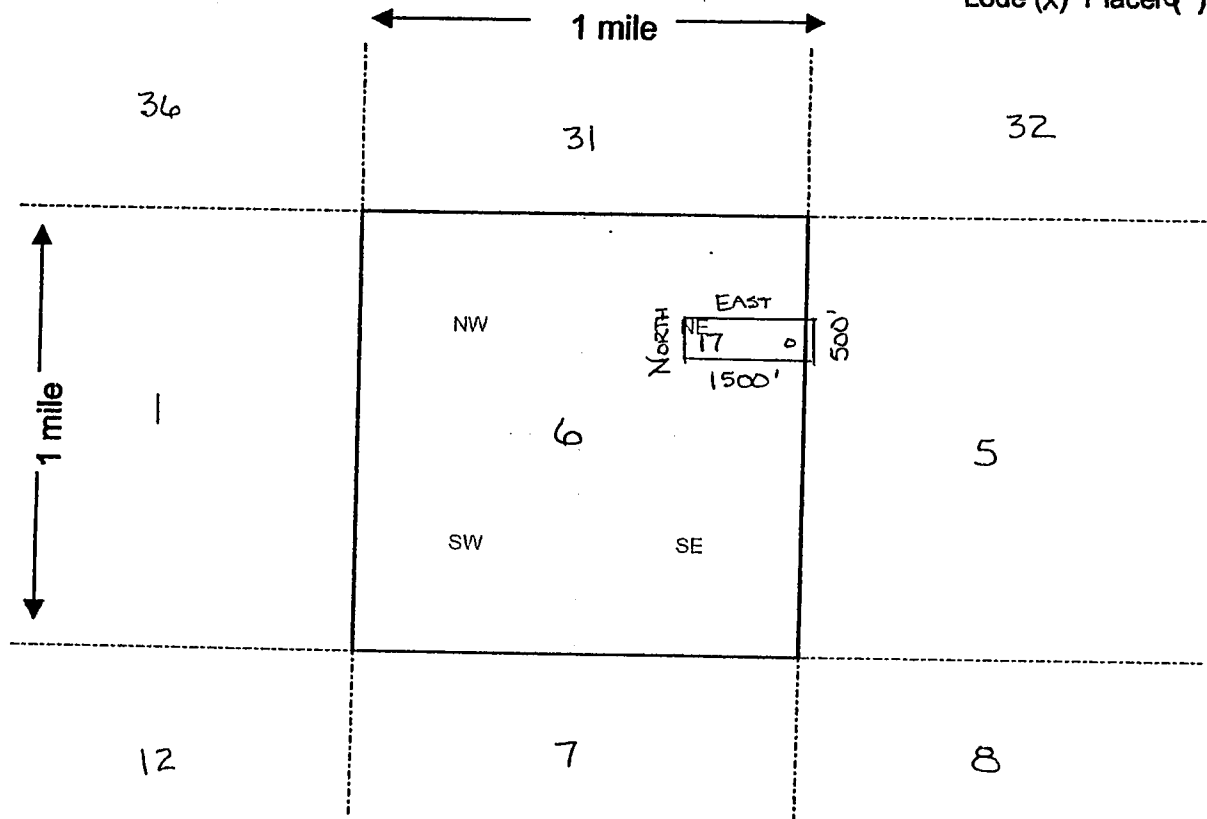 Lode (x) Placer ( )
1 mile
36
31
32
1 mile
NW
NORTH
EAST
NE
17
1500'
500'
1
6
5
SW
SE
12
7
8